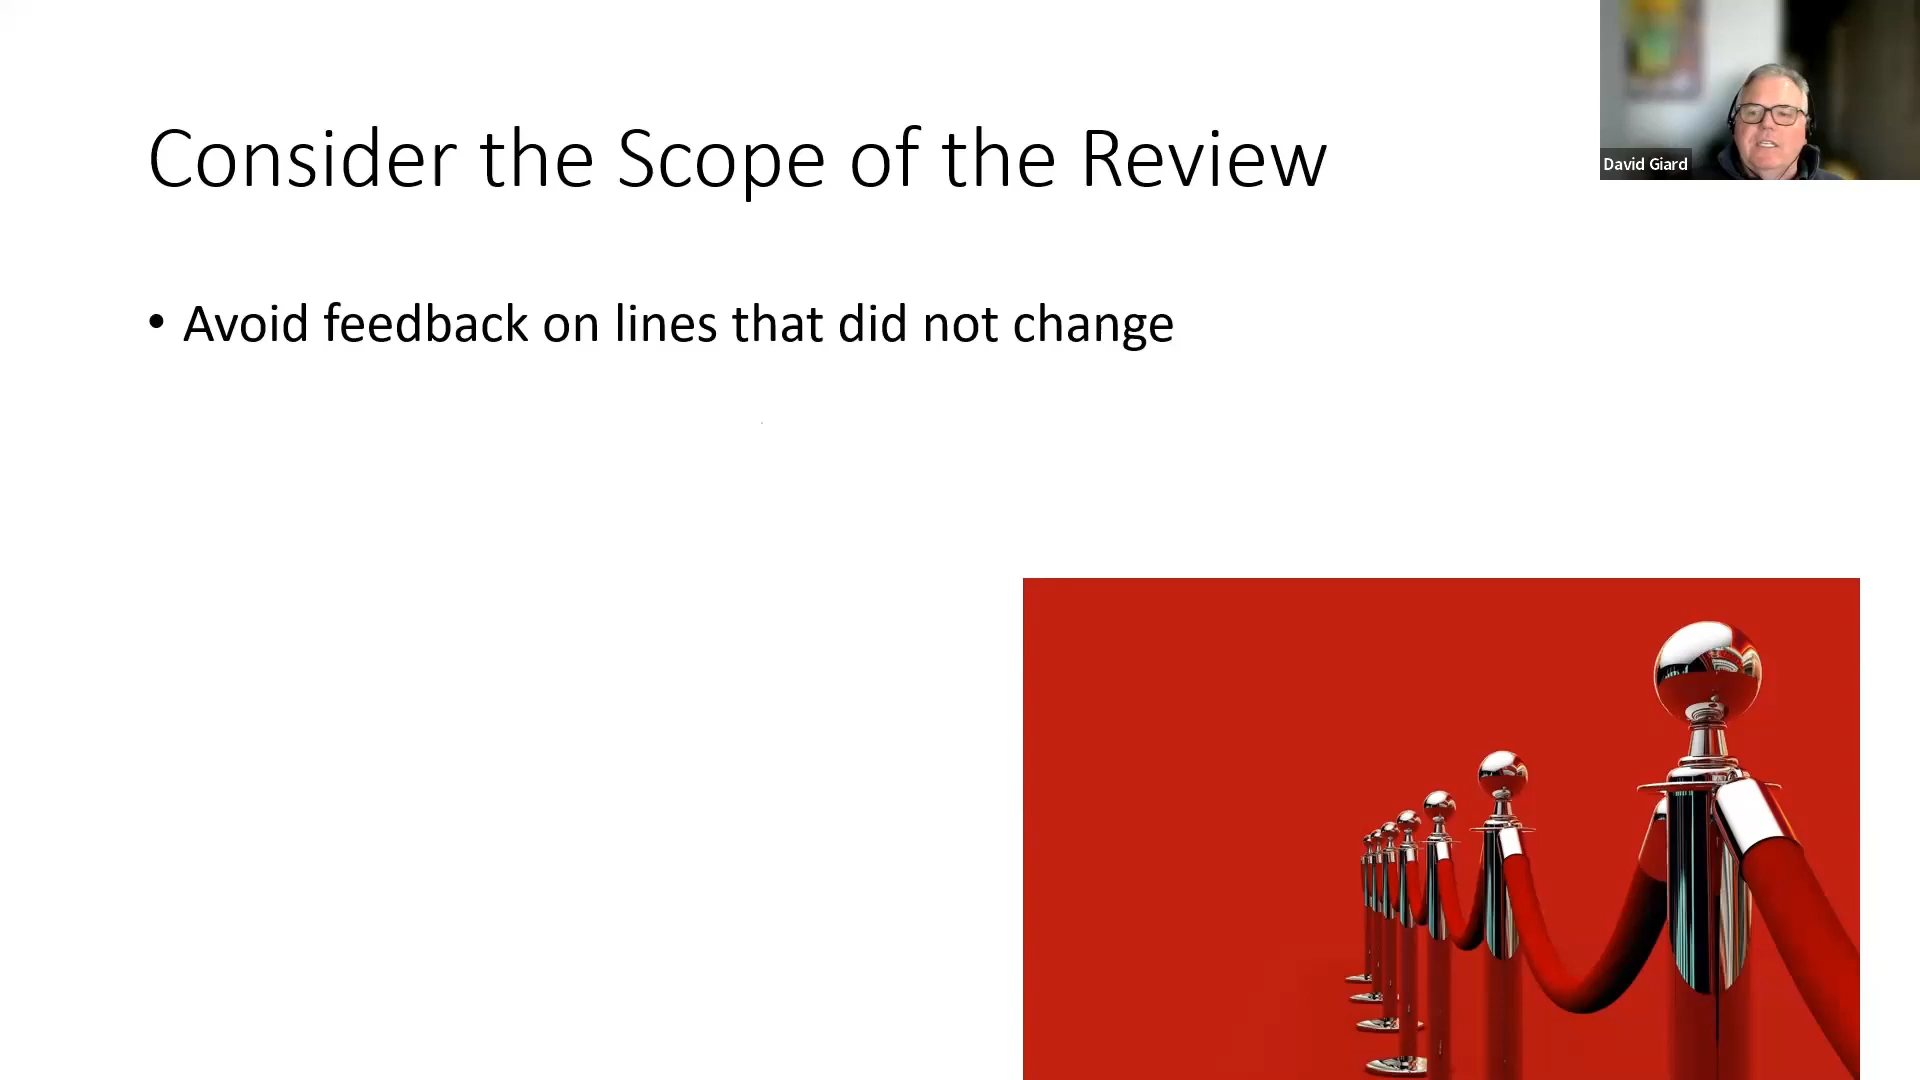 Consider the Scope of the Review
• Avoid feedback on lines that did not change
David Giard